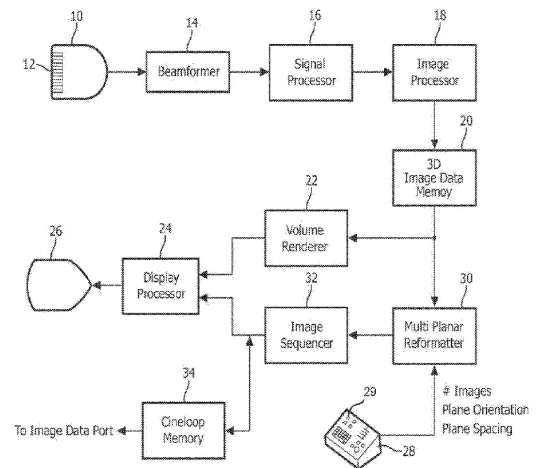 10
12
14
Beamformer
16
Signal
Processor
18
Image
Processor
20
3D
Image Data
Memoy
22
Volume
Renderer
24
Display
Processor
26
32
Image
Sequencer
30
Multi Planar
Reformatter
34
Cineloop
Memory
To Image Data Port
29
28
# Images
Plane Orientation
Plane Spacing